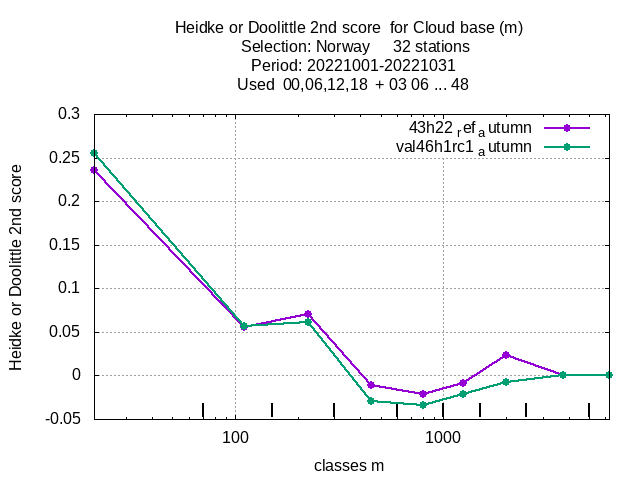 Heidke or Doolittle 2nd score for Cloud base (m)
Selection: Norway 32 stations
Period: 20221001-20221031
Used 00,06,12,18 + 03 06 ... 48
43h22 refautumn
val46h1rc1 autumn
0.3
0.25
0.2
0.15
0.1
0.05
0
-0.05
Heidke or Doolittle 2nd score
100 1000
classes m